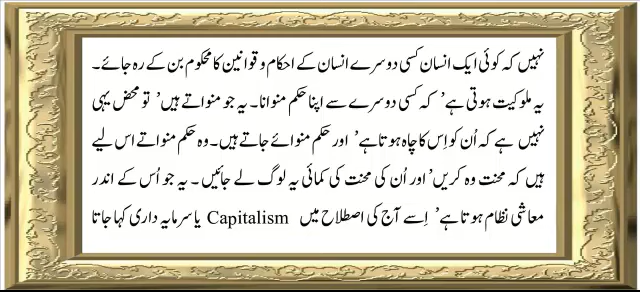 نہیں کہ کوئی ایک انسان کسی دوسرے انسان کے احکام و قوانین کا محکوم بن کے رہ جائے۔
یہ ملوکیت ہوتی ہے’ کہ کسی دوسرے سے اپنا حکم منوانا۔ یہ جو منواتے ہیں’ تو محض یہی
نہیں ہے کہ اُن کو اِس کا چاہ ہوتا ہے’ اور حکم منوائے جاتے ہیں۔ وہ حکم منواتے اس لیے
ہیں کہ محنت وہ کریں’ اور اُن کی محنت کی کمائی یہ لوگ لے جائیں۔ یہ جو اُس کے اندر
معاشی نظام ہوتا ہے’ اِسے آج کی اصطلاح میں Capitalism یا سرمایہ داری کہا جاتا